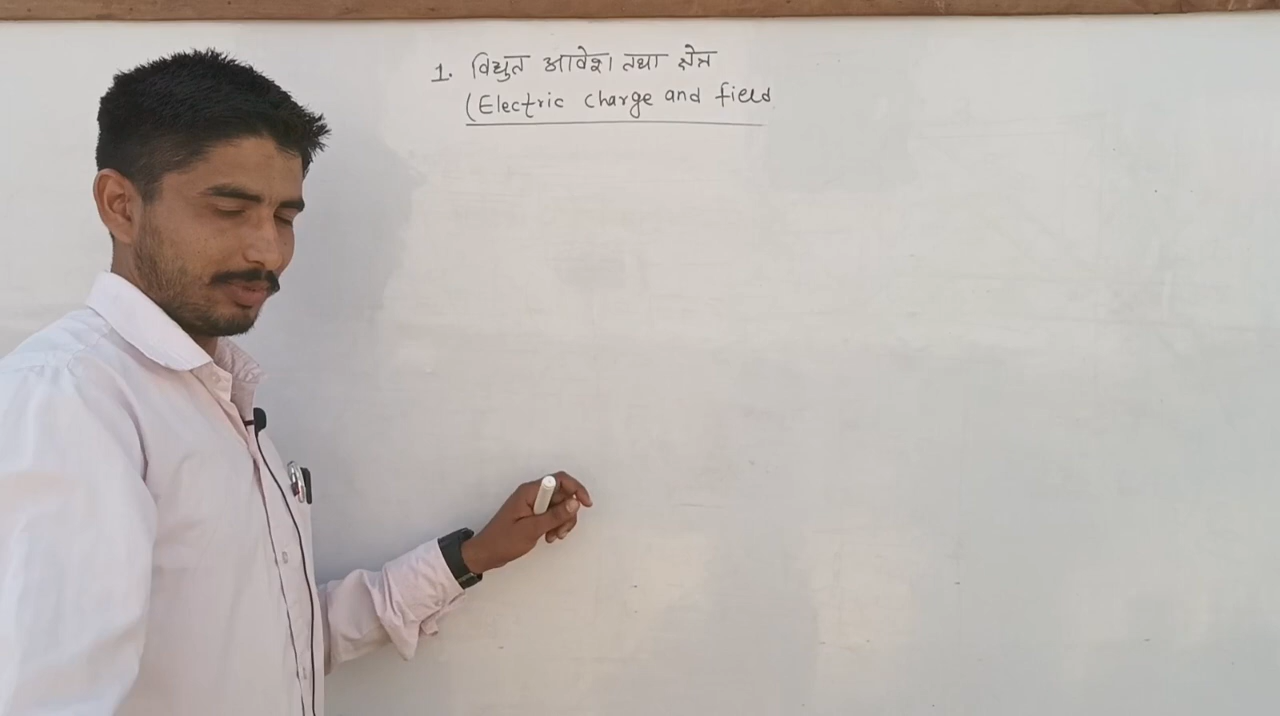 1. विद्युत आवेश तथा क्षेत्र
(Electric charge and field